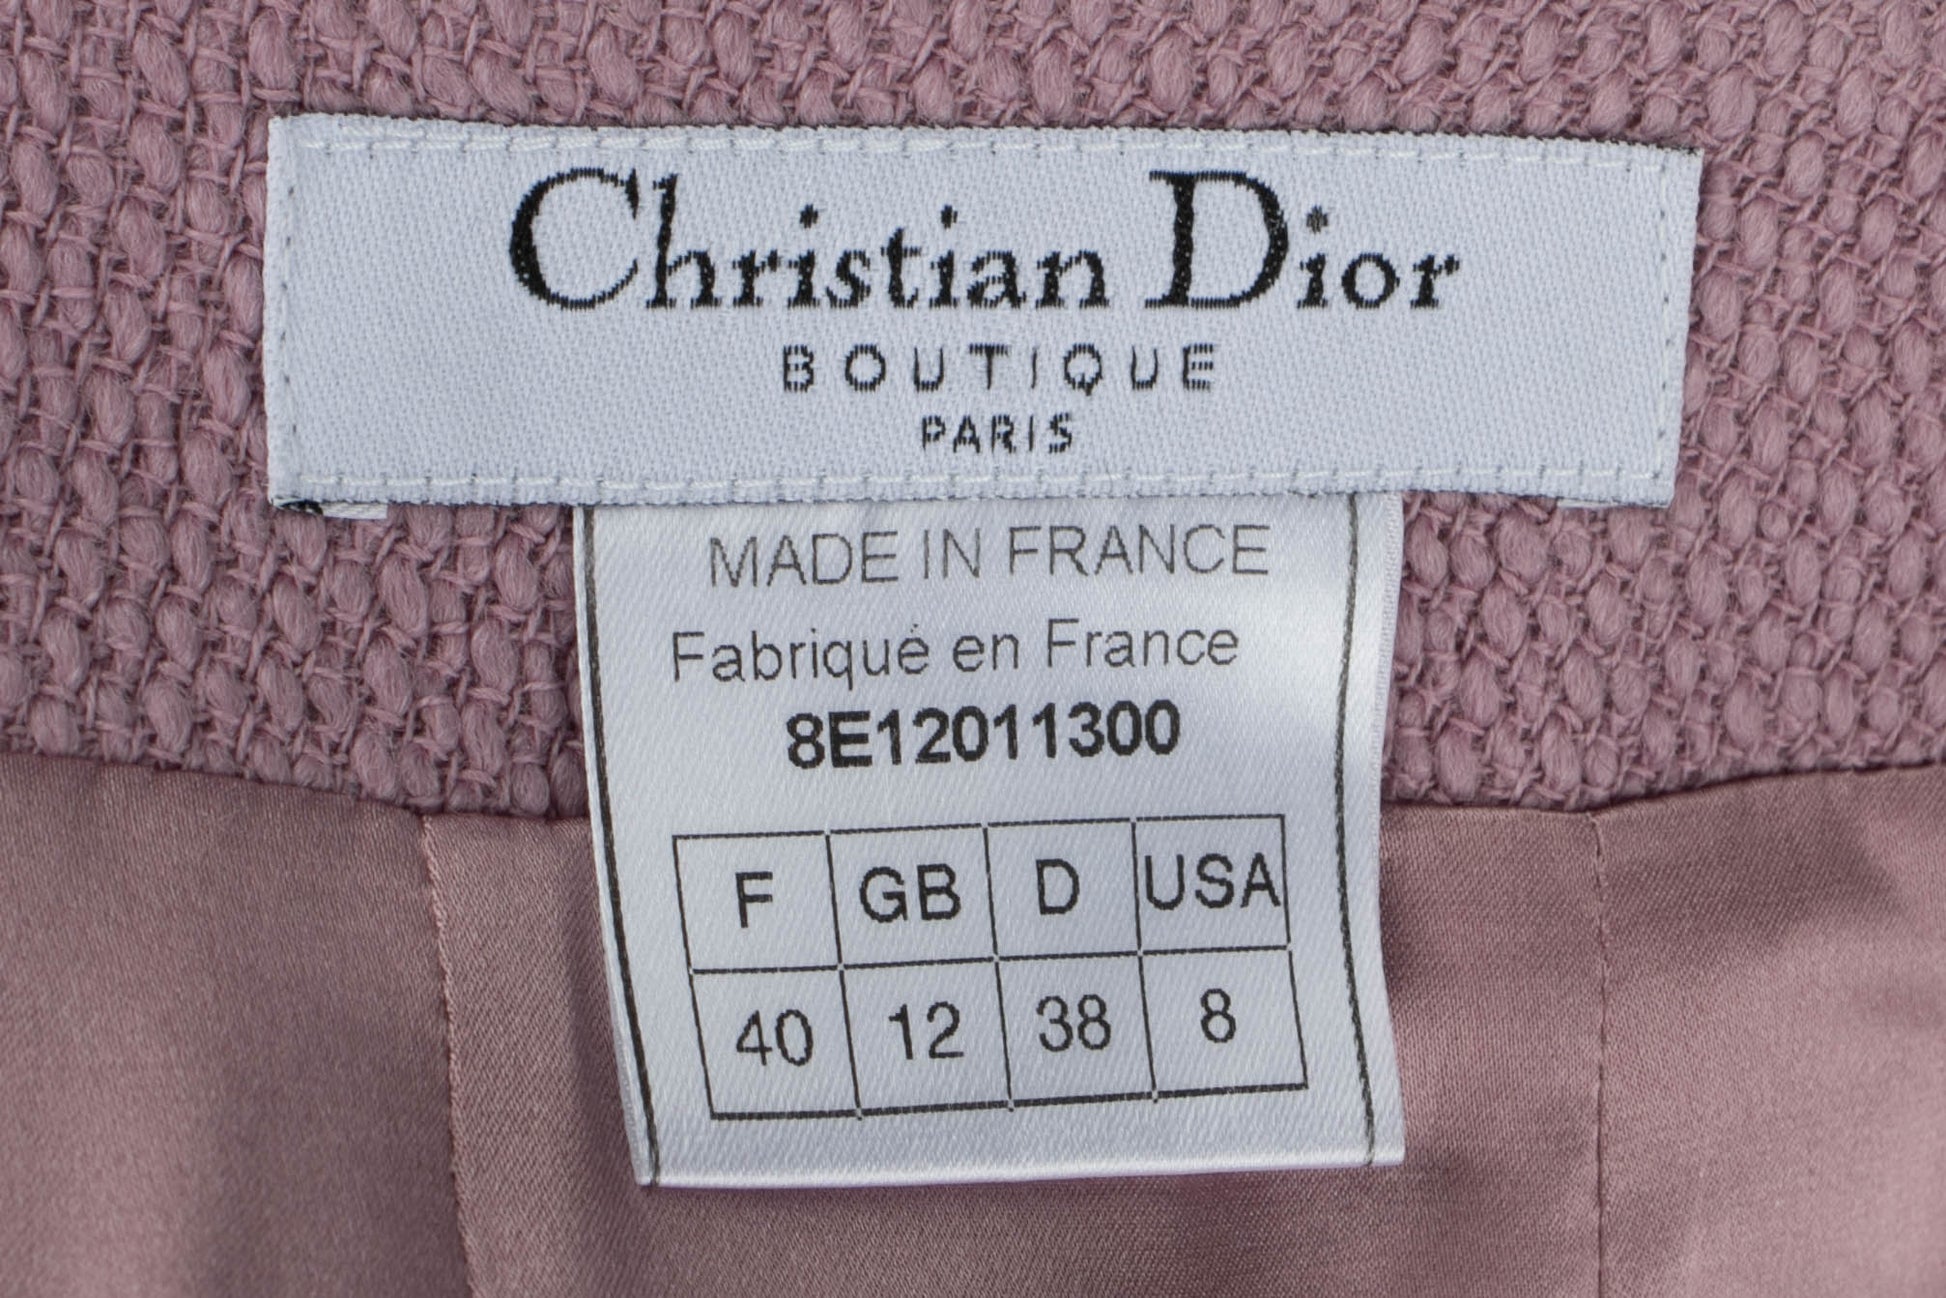 Christian Dior
BOUTIQUE
PARIS
MADE IN FRANCE
Fabriqué en France
8E12011300
F GB D USA
40 12 38 8